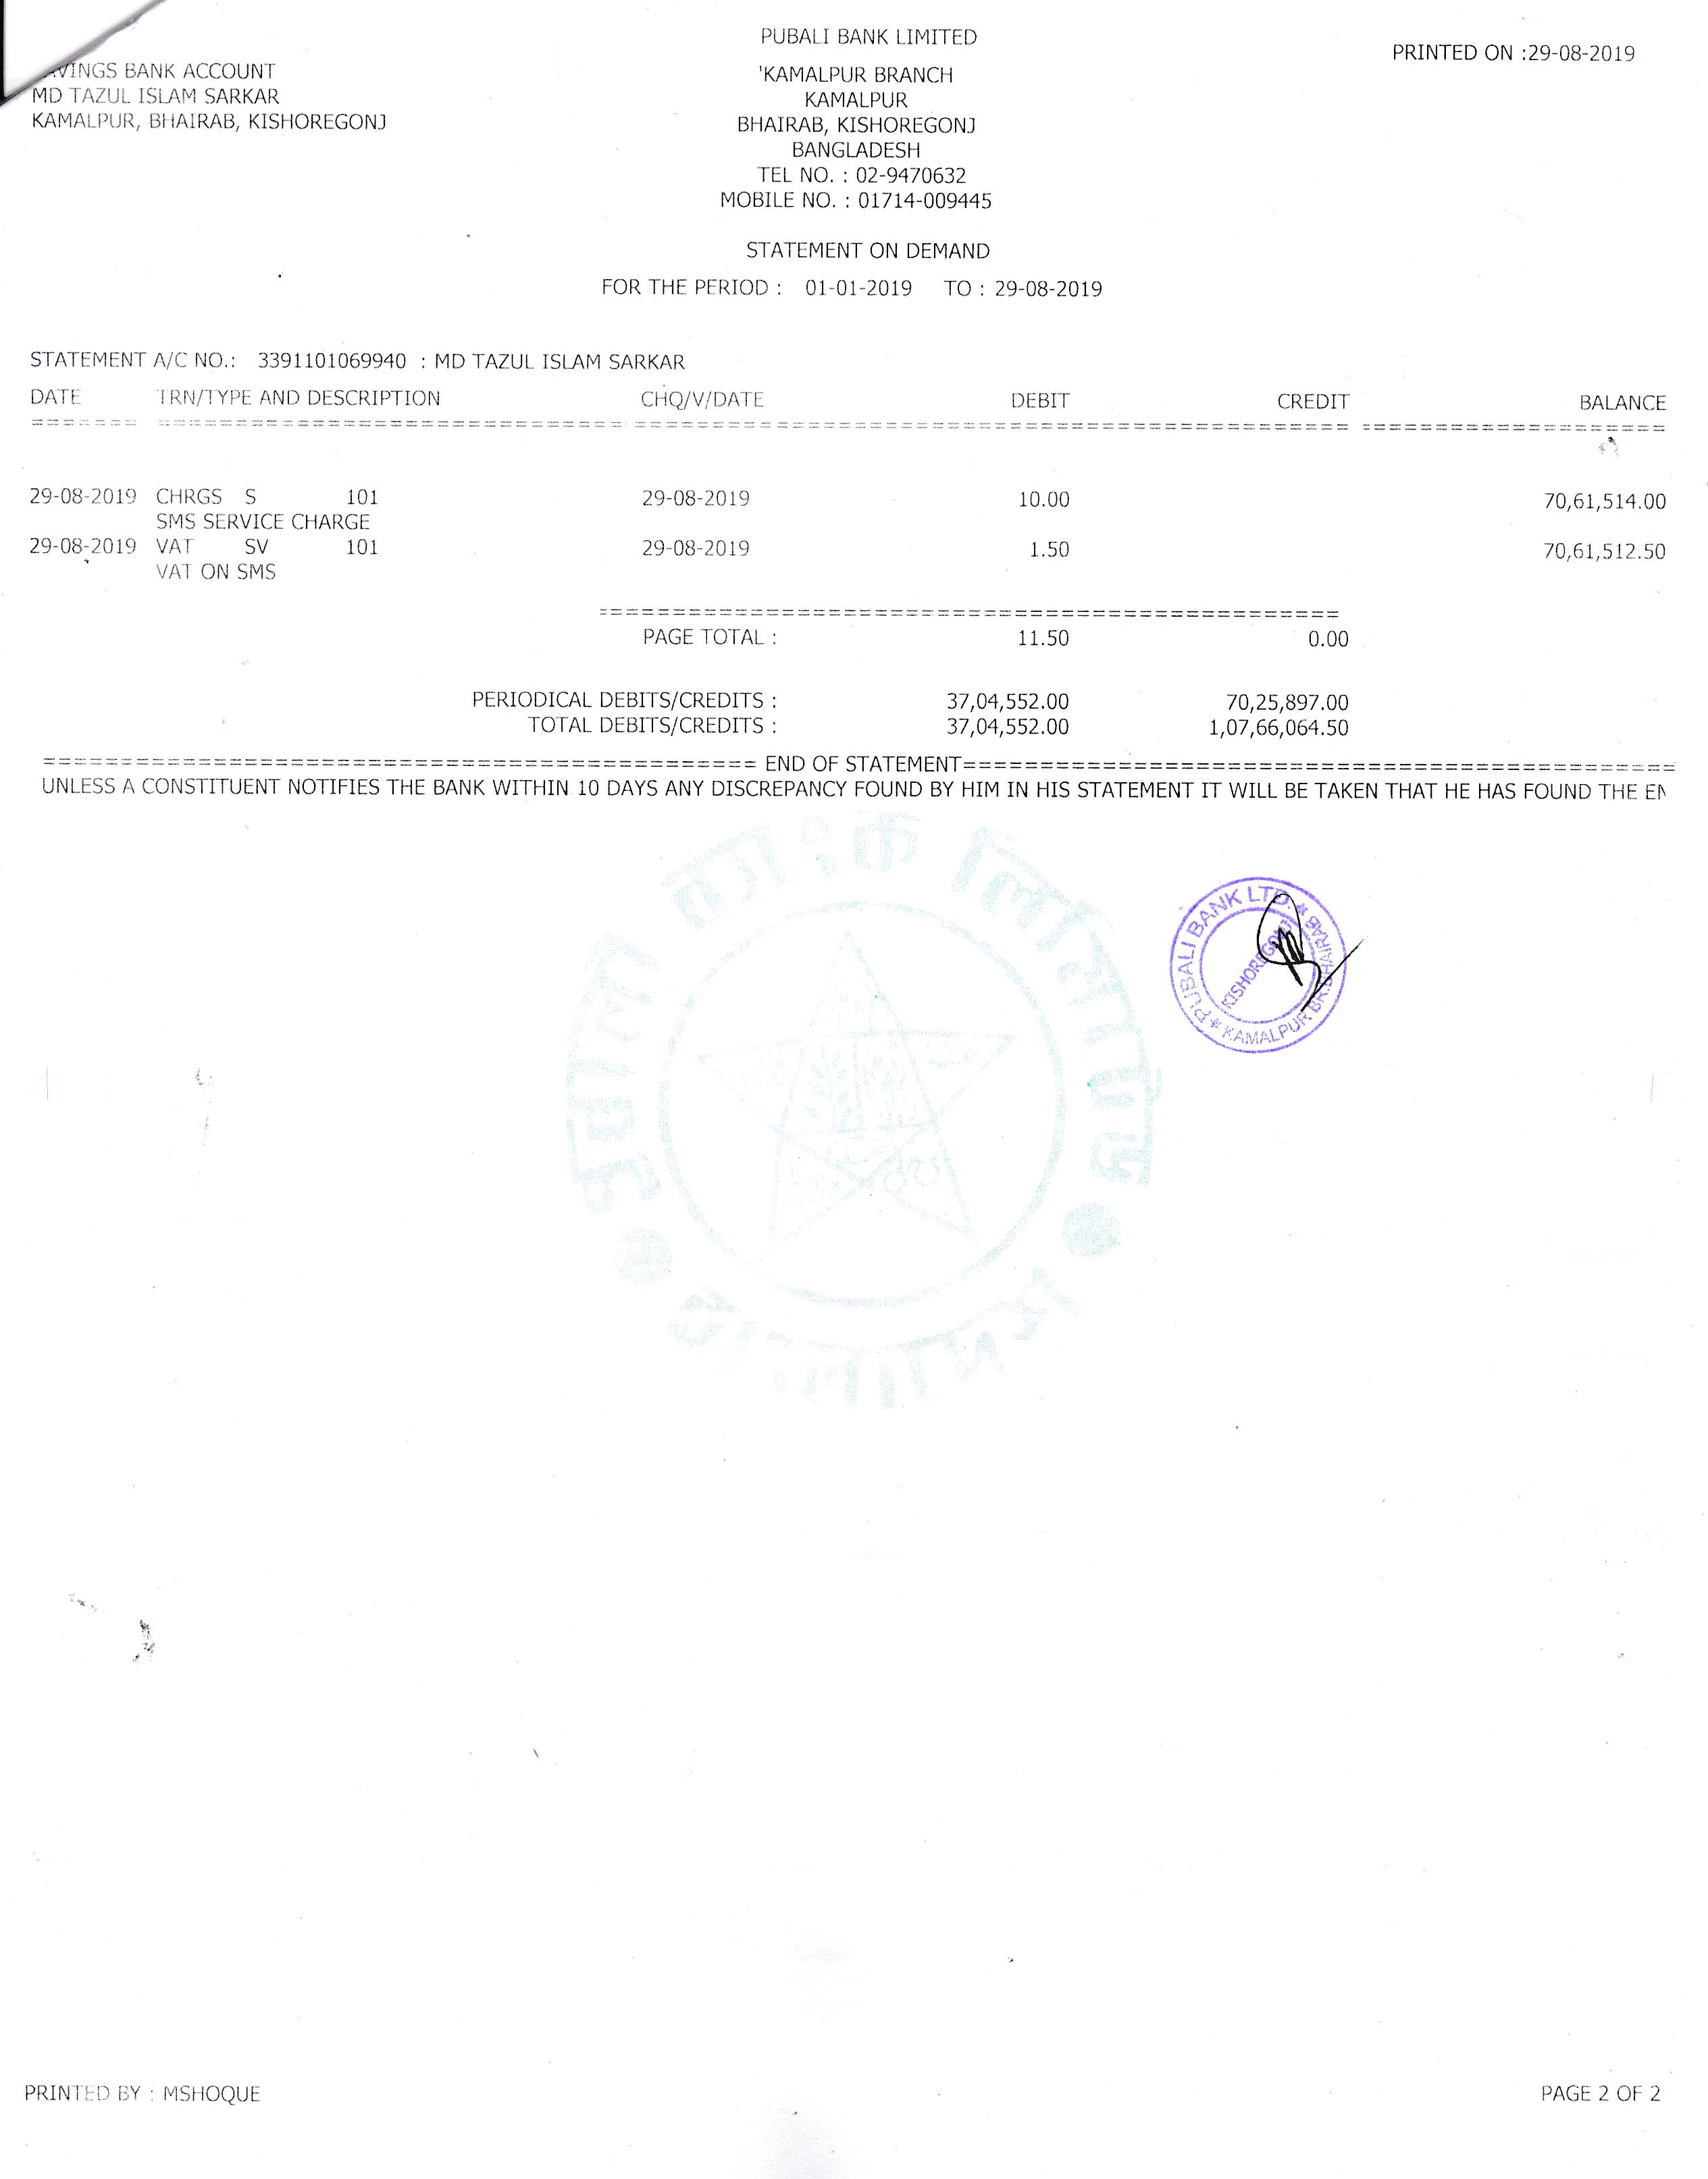 PUBALI BANK LIMITED
PRINTED ON :29-08-2019
VINGS BANK ACCOUNT
MD TAZUL ISLAM SARKAR
KAMALPUR, BHAIRAB, KISHOREGONJ
'KAMALPUR BRANCH
KAMALPUR
BHAIRAB, KISHOREGONJ
BANGLADESH
TEL NO. : 02-9470632
MOBILE NO. : 01714-009445
STATEMENT ON DEMAND
FOR THE PERIOD : 01-01-2019 TO : 29-08-2019
STATEMENT A/C NO.: 3391101069940 : MD TAZUL ISLAM SARKAR
DATE TRN/TYPE AND DESCRIPTION CHQ/V/DATE DEBIT CREDIT BALANCE
29-08-2019 CHRGS S 101 29-08-2019 10.00 70,61,514.00
SMS SERVICE CHARGE
29-08-2019 VAT SV 101 29-08-2019 1.50 70,61,512.50
VAT ON SMS
PAGE TOTAL : 11.50 0.00
PERIODICAL DEBITS/CREDITS : 37,04,552.00 70,25,897.00
TOTAL DEBITS/CREDITS : 37,04,552.00 1,07,66,064.50
END OF STATEMENT
UNLESS A CONSTITUENT NOTIFIES THE BANK WITHIN 10 DAYS ANY DISCREPANCY FOUND BY HIM IN HIS STATEMENT IT WILL BE TAKEN THAT HE HAS FOUND THE EN
PUBALI BANK LTD.
KISHOREGONJ
KAMALPUR BR.BHAIRAB
PRINTED BY : MSHOQUE
PAGE 2 OF 2